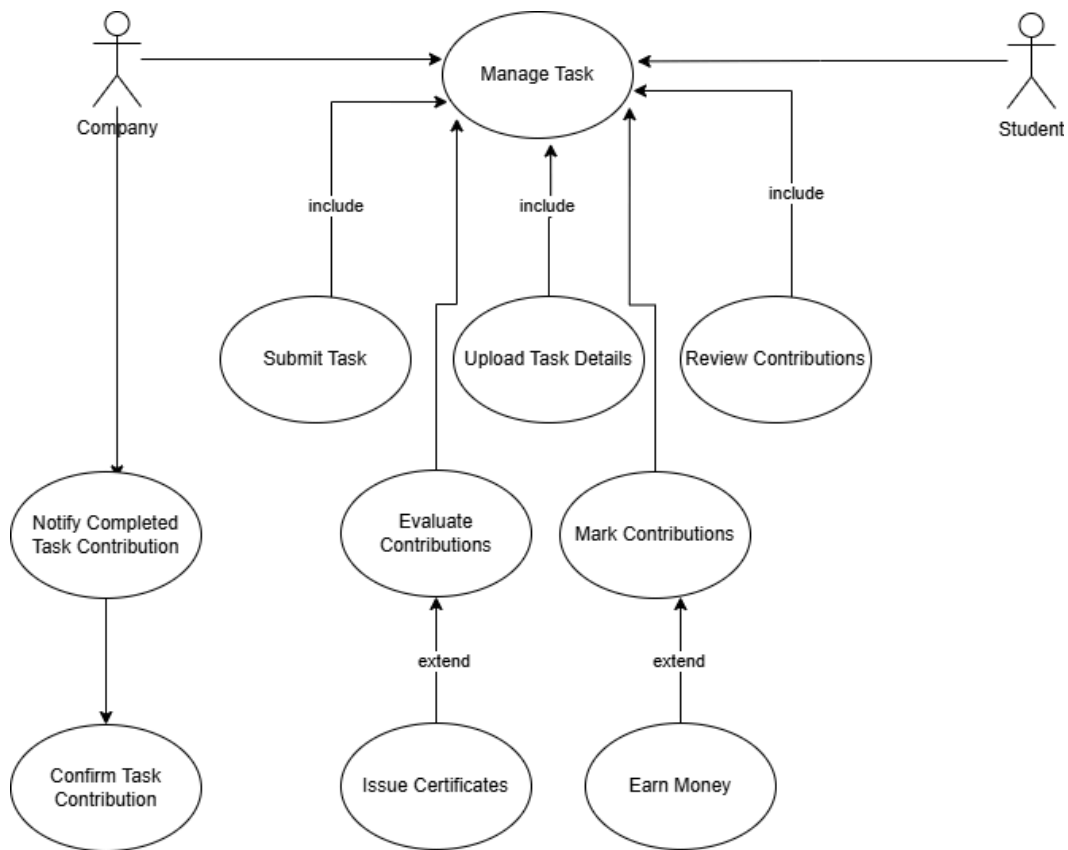 Manage Task
Company
Student
include
include
include
Submit Task
Upload Task Details
Review Contributions
Notify Completed
Task Contribution
Evaluate
Contributions
Mark Contributions
extend
extend
Confirm Task
Contribution
Issue Certificates
Earn Money